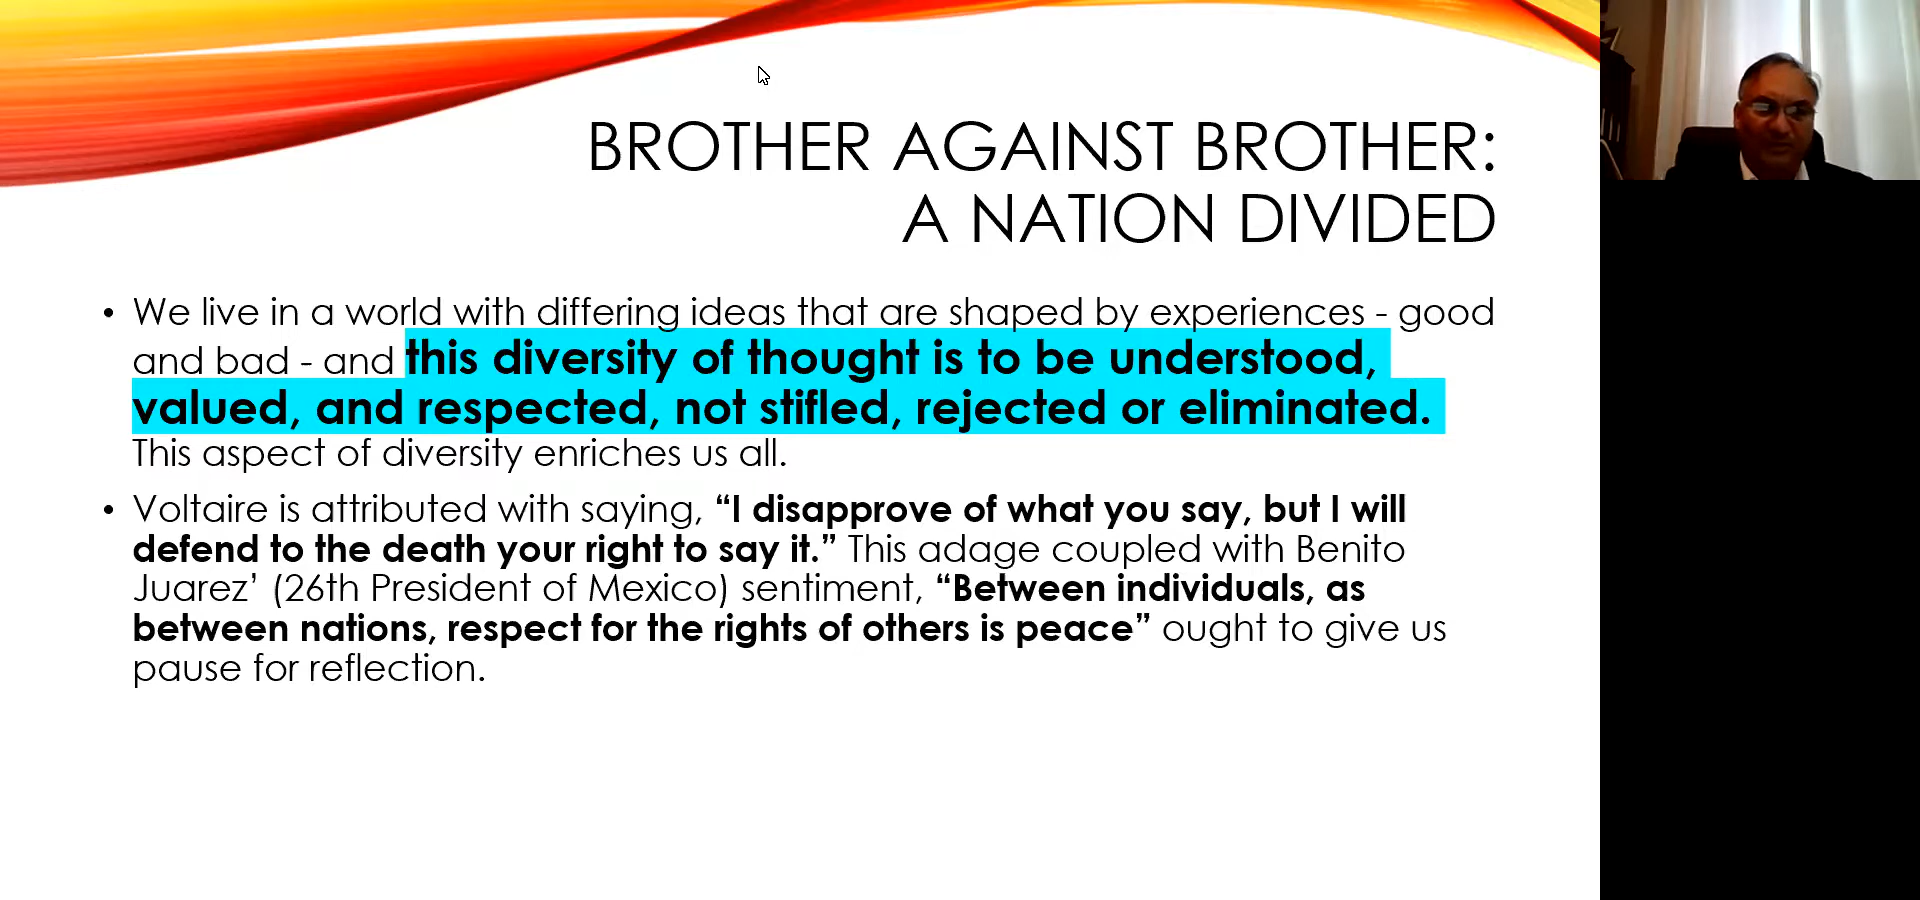 BROTHER AGAINST BROTHER:
A NATION DIVIDED
• We live in a world with differing ideas that are shaped by experiences - good
and bad - and this diversity of thought is to be understood,
valued, and respected, not stifled, rejected or eliminated.
This aspect of diversity enriches us all.
• Voltaire is attributed with saying, “I disapprove of what you say, but I will
defend to the death your right to say it.” This adage coupled with Benito
Juarez’ (26th President of Mexico) sentiment, “Between individuals, as
between nations, respect for the rights of others is peace” ought to give us
pause for reflection.